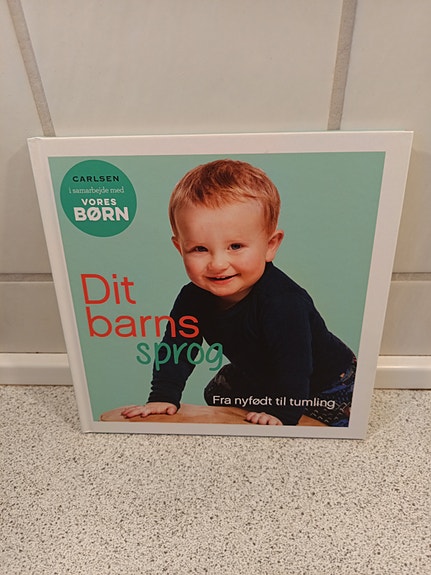 CARLSEN
i samarbejde med
VORES
BØRN
Dit
barns
sprog
Fra nyfødt til tumling